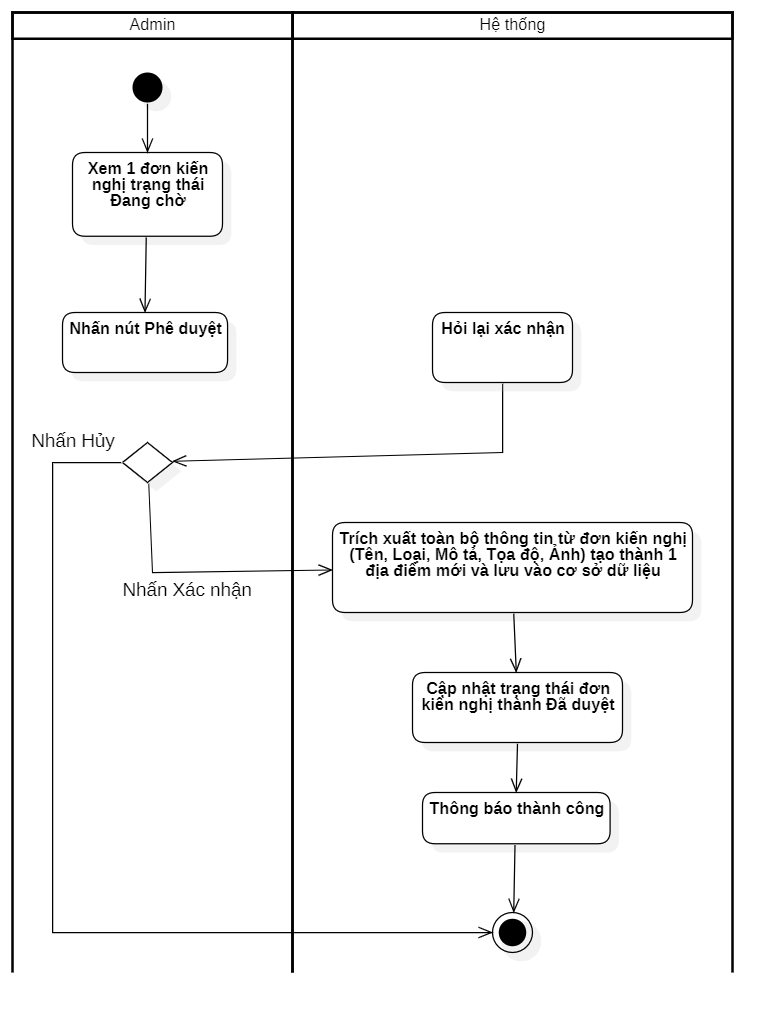 Admin
Hệ thống
Xem 1 đơn kiến
nghị trạng thái
Đang chờ
Nhấn nút Phê duyệt
Hỏi lại xác nhận
Nhấn Hủy
Trích xuất toàn bộ thông tin từ đơn kiến nghị
(Tên, Loại, Mô tả, Tọa độ, Ảnh) tạo thành 1
địa điểm mới và lưu vào cơ sở dữ liệu
Nhấn Xác nhận
Cập nhật trạng thái đơn
kiến nghị thành Đã duyệt
Thông báo thành công